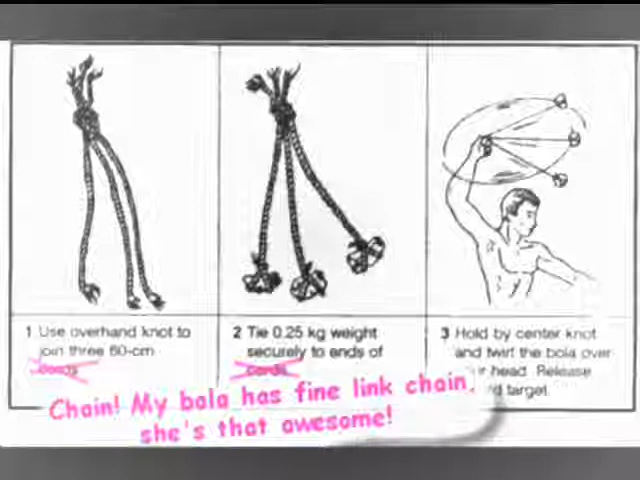 1 Use overhand knot to
join three 60-cm
cords
2 Tie 0.25 kg weight
securely to ends of
cords.
3 Hold by center knot
and twirl the bola over
head. Release
target.
Chain! My bola has fine link chain,
she's that awesome!